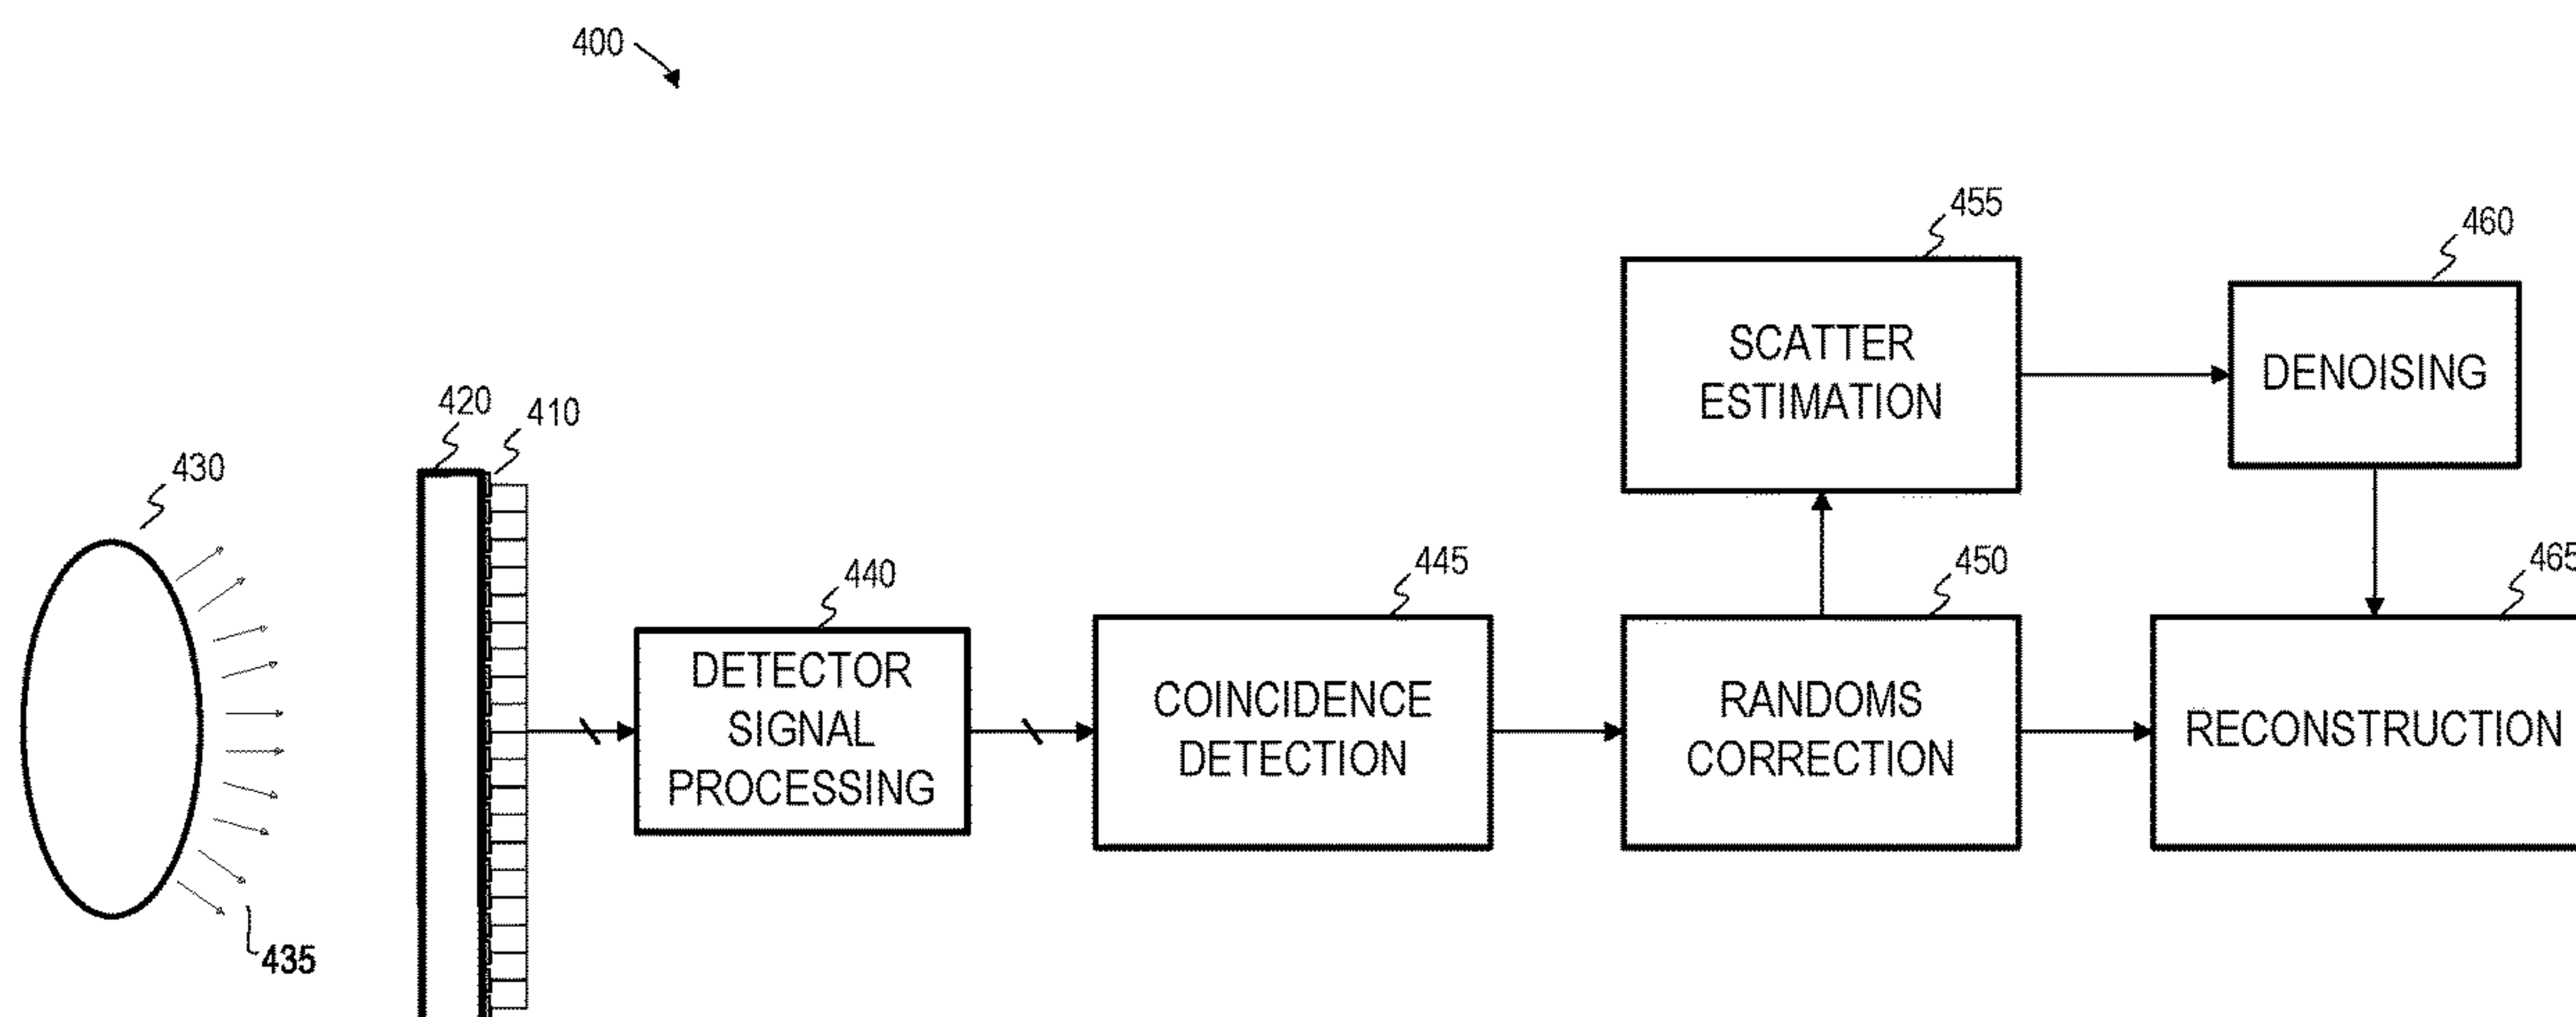 400
455
460
SCATTER
ESTIMATION
DENOISING
420
410
430
440
445
450
465
DETECTOR
SIGNAL
PROCESSING
COINCIDENCE
DETECTION
RANDOMS
CORRECTION
RECONSTRUCTION
435